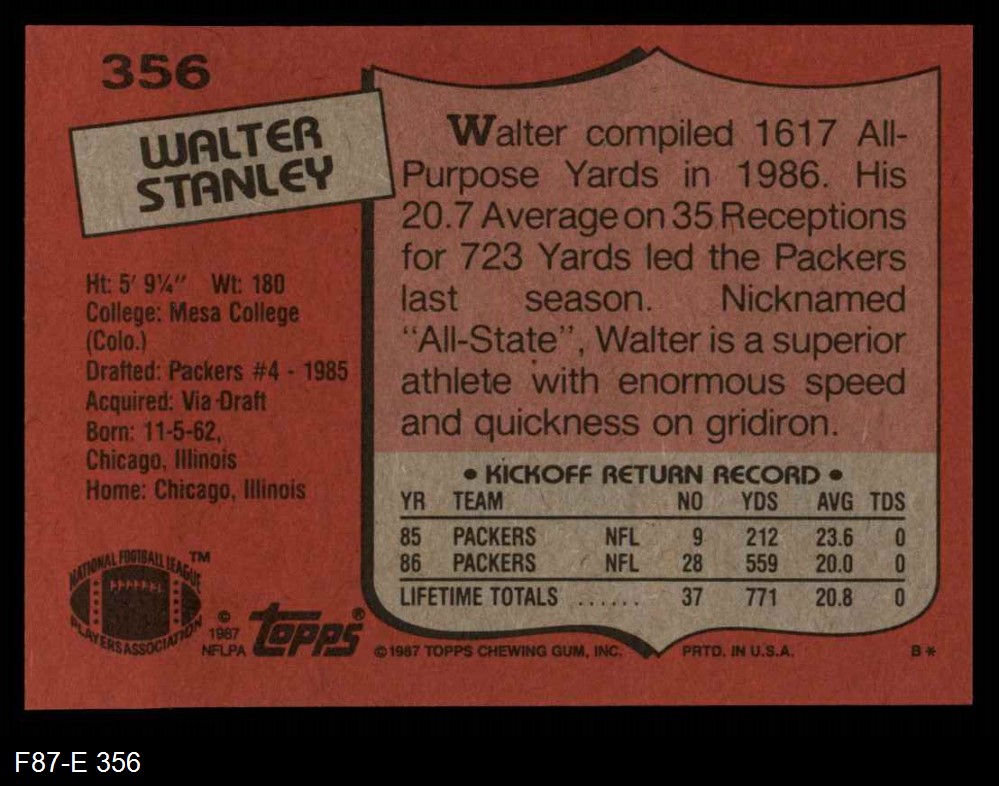 356
WALTER
STANLEY
Ht: 5' 9¼" Wt: 180
College: Mesa College
(Colo.)
Drafted: Packers #4 - 1985
Acquired: Via Draft
Born: 11-5-62,
Chicago, Illinois
Home: Chicago, Illinois
NATIONAL FOOTBALL LEAGUE
PLAYERS ASSOCIATION
TM
©
1987
NFLPA
topps®
Walter compiled 1617 All-
Purpose Yards in 1986. His
20.7 Average on 35 Receptions
for 723 Yards led the Packers
last season. Nicknamed
"All-State", Walter is a superior
athlete with enormous speed
and quickness on gridiron.
• KICKOFF RETURN RECORD •
YR TEAM NO YDS AVG TDS
85 PACKERS NFL 9 212 23.6 0
86 PACKERS NFL 28 559 20.0 0
LIFETIME TOTALS ...... 37 771 20.8 0
©1987 TOPPS CHEWING GUM, INC. PRTD. IN U.S.A. B*
F87-E 356